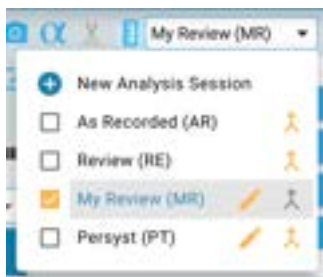 α My Review (MR)
New Analysis Session
As Recorded (AR)
Review (RE)
My Review (MR)
Persyst (PT)